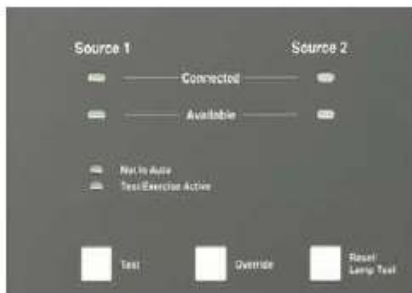 Source 1 Source 2
Connected
Available
Not In Auto
Test/Exercise Active
Test
Override
Reset/
Lamp Test